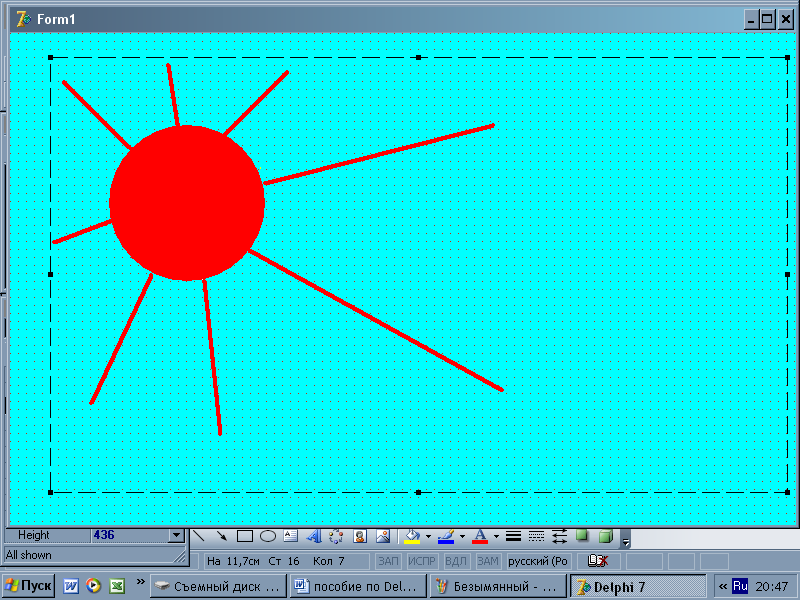 Form1
Height 436
All shown
На 11,7см Ст 16 Кол 7 ЗАП ИСПР ВДЛ ЗАМ русский (Ро
Пуск » Съемный диск ... пособие по Del... Безымянный - ... Delphi 7 « Ru 20:47